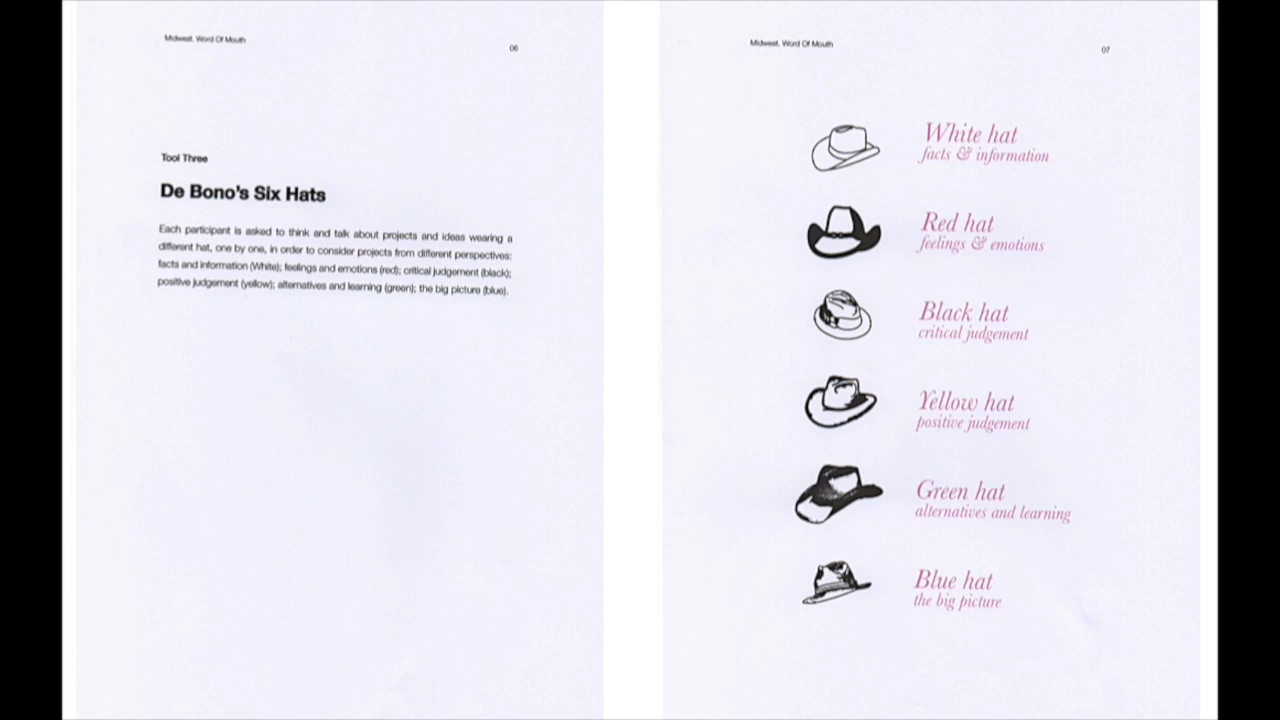 Midwest. Word Of Mouth
06
Tool Three
De Bono's Six Hats
Each participant is asked to think and talk about projects and ideas wearing a
different hat, one by one, in order to consider projects from different perspectives:
facts and information (White); feelings and emotions (red); critical judgement (black);
positive judgement (yellow); alternatives and learning (green); the big picture (blue).
Midwest. Word Of Mouth
07
White hat
facts & information
Red hat
feelings & emotions
Black hat
critical judgement
Yellow hat
positive judgement
Green hat
alternatives and learning
Blue hat
the big picture